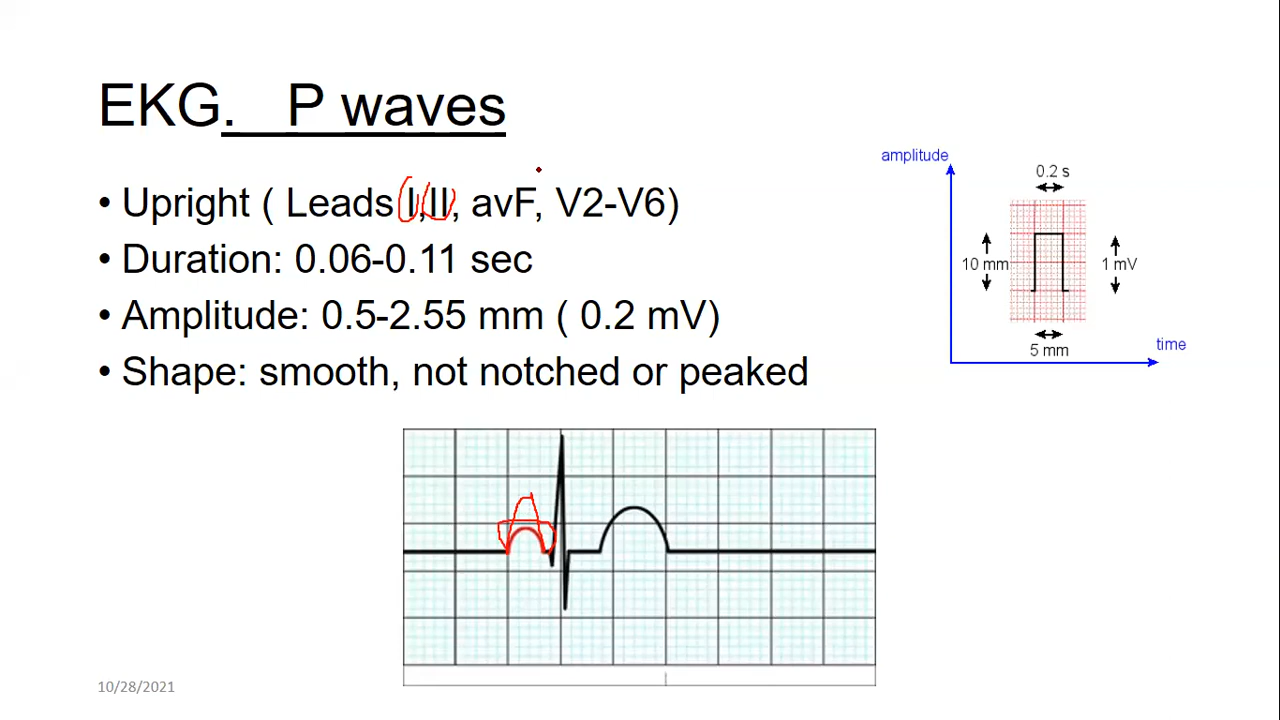 EKG. P waves
• Upright ( Leads I,II, avF, V2-V6)
• Duration: 0.06-0.11 sec
• Amplitude: 0.5-2.55 mm ( 0.2 mV)
• Shape: smooth, not notched or peaked
amplitude
0.2 s
10 mm
1 mV
5 mm
time
10/28/2021